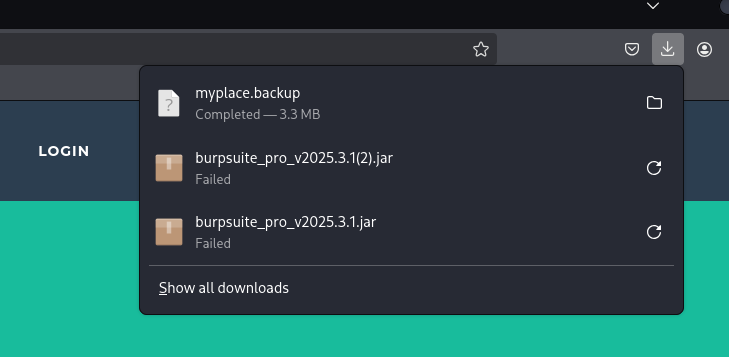 LOGIN
myplace.backup
Completed — 3.3 MB
burpsuite_pro_v2025.3.1(2).jar
Failed
burpsuite_pro_v2025.3.1.jar
Failed
Show all downloads